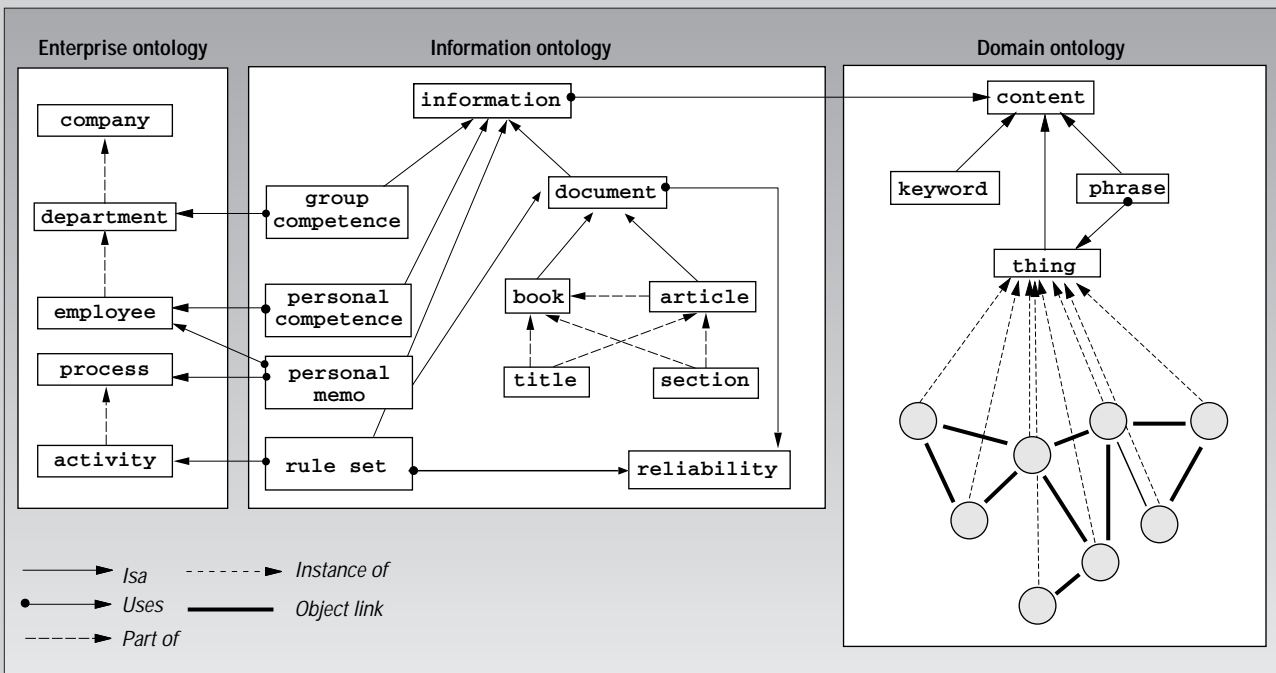 Enterprise ontology
Information ontology
Domain ontology
company
department
employee
process
activity
information
group
competence
personal
competence
personal
memo
rule set
document
book
article
title
section
reliability
content
keyword
phrase
thing
Isa
Uses
Part of
Instance of
Object link